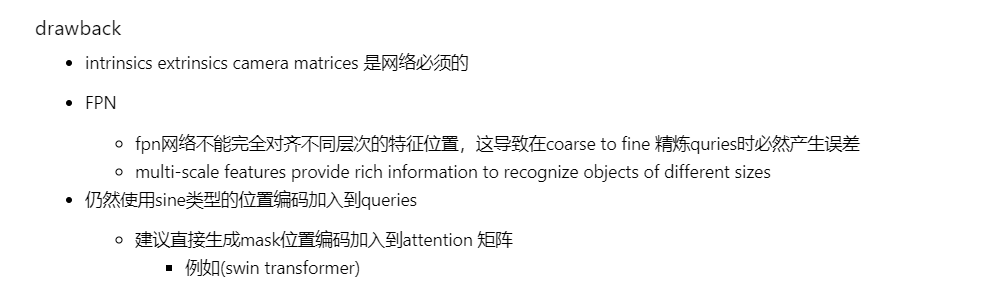 drawback
intrinsics extrinsics camera matrices 是网络必须的
FPN
fpn网络不能完全对齐不同层次的特征位置，这导致在coarse to fine 精炼quries时必然产生误差
multi-scale features provide rich information to recognize objects of different sizes
仍然使用sine类型的位置编码加入到queries
建议直接生成mask位置编码加入到attention 矩阵
例如(swin transformer)